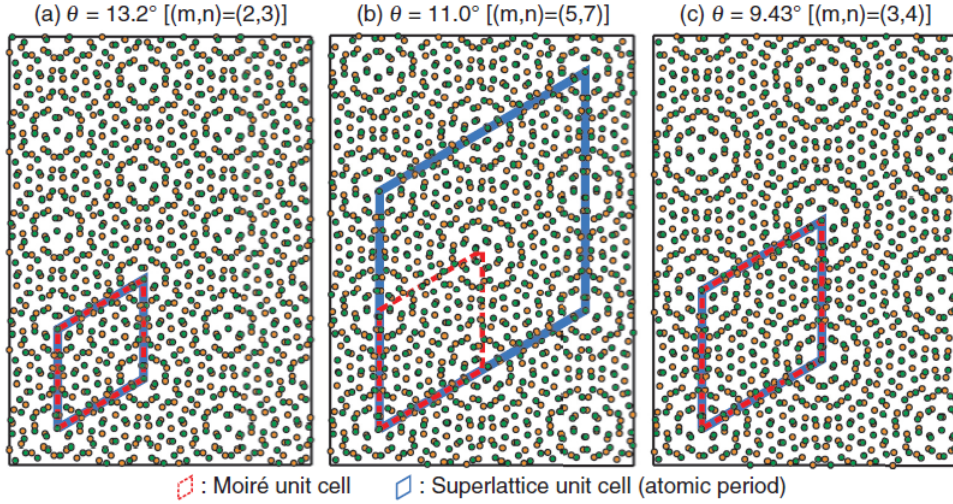 (a) θ = 13.2° [(m,n)=(2,3)] (b) θ = 11.0° [(m,n)=(5,7)] (c) θ = 9.43° [(m,n)=(3,4)]
: Moiré unit cell : Superlattice unit cell (atomic period)